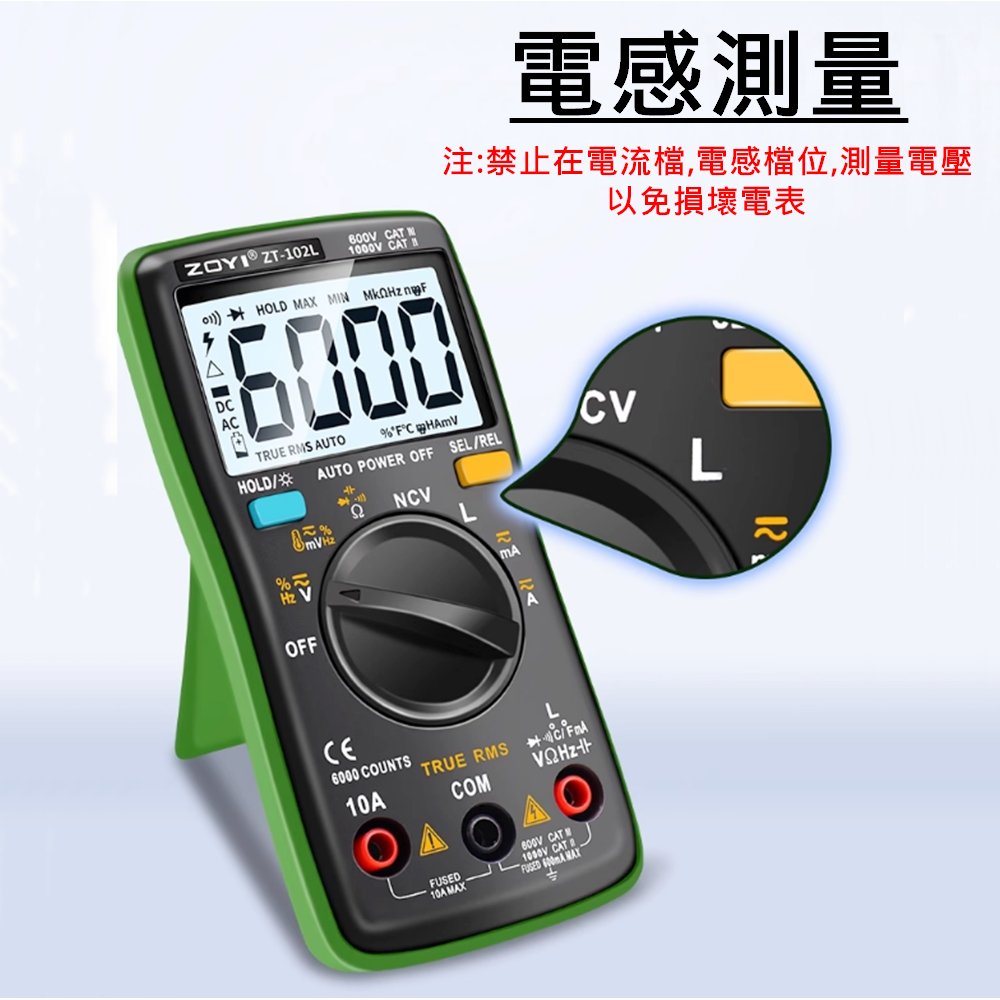 電感測量
注:禁止在電流檔,電感檔位,測量電壓
以免損壞電表
ZOYI® ZT-102L
600V CAT III
1000V CAT II
HOLD MAX MIN MkΩHz
6000
DC
AC
TRUE RMS AUTO
%°F°C HAmV
HOLD/
AUTO POWER OFF
SEL/REL
Ω
NCV
L
mV
%
Hz
mA
%
Hz
V
A
OFF
CV
L
CE
6000 COUNTS
TRUE RMS
L
°C/°F mA
VΩHz
10A
COM
600V CAT III
1000V CAT II
FUSED 600mA MAX
FUSED
10A MAX